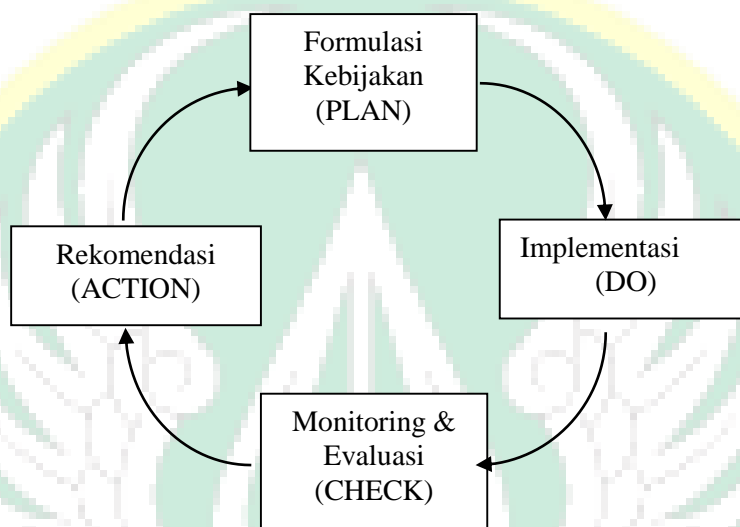 Formulasi
Kebijakan
(PLAN)
Rekomendasi
(ACTION)
Implementasi
(DO)
Monitoring &
Evaluasi
(CHECK)